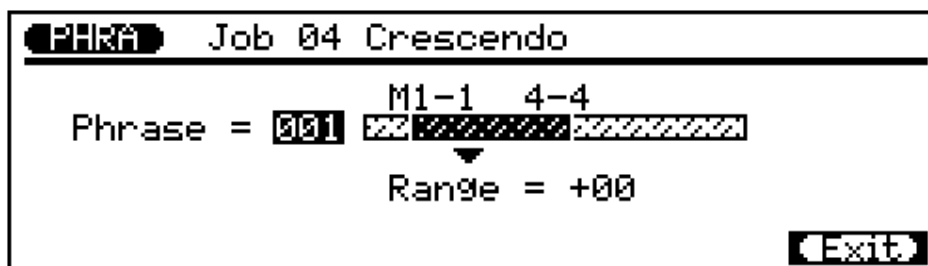 PHRA Job 04 Crescendo
M1-1 4-4
Phrase = 001
Range = +00
Exit